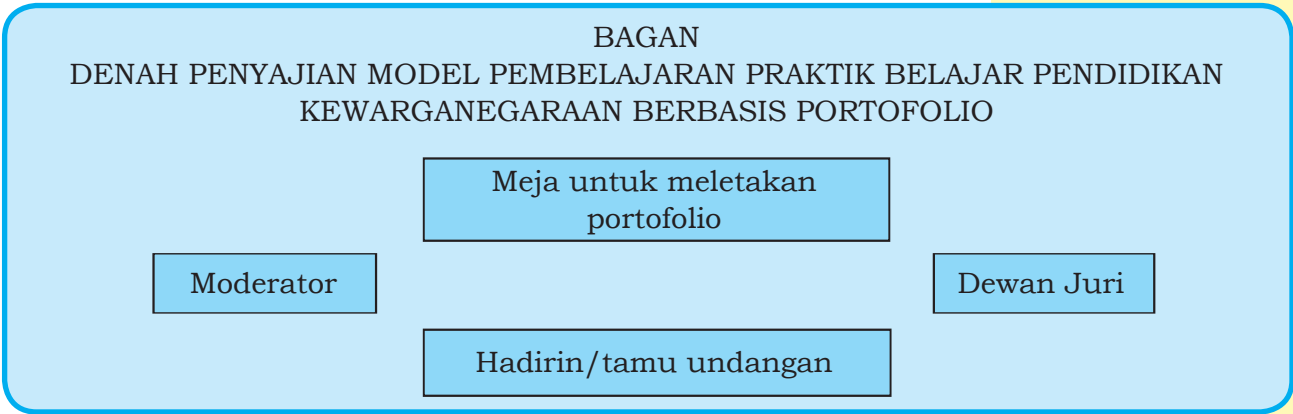 BAGAN
DENAH PENYAJIAN MODEL PEMBELAJARAN PRAKTIK BELAJAR PENDIDIKAN
KEWARGANEGARAAN BERBASIS PORTOFOLIO
Meja untuk meletakan
portofolio
Moderator
Dewan Juri
Hadirin/tamu undangan